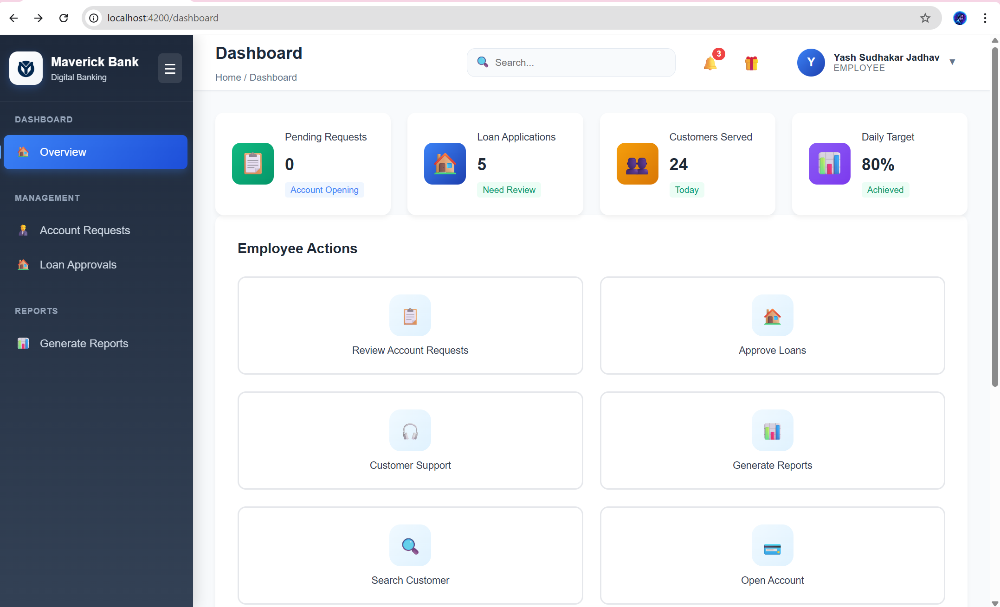 localhost:4200/dashboard
Maverick Bank
Digital Banking
DASHBOARD
Overview
MANAGEMENT
Account Requests
Loan Approvals
REPORTS
Generate Reports
Dashboard
Home / Dashboard
Search...
3
Y
Yash Sudhakar Jadhav
EMPLOYEE
Pending Requests
0
Account Opening
Loan Applications
5
Need Review
Customers Served
24
Today
Daily Target
80%
Achieved
Employee Actions
Review Account Requests
Approve Loans
Customer Support
Generate Reports
Search Customer
Open Account